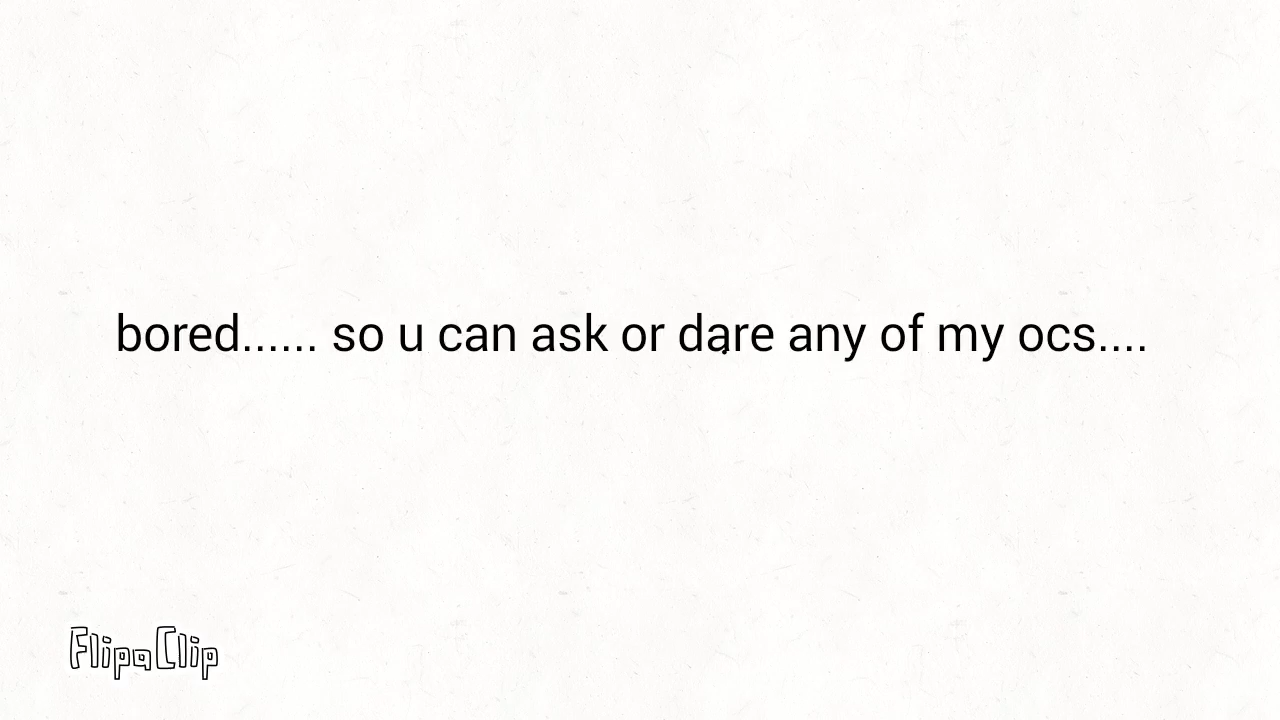 bored...... so u can ask or dare any of my ocs....
FlipaClip